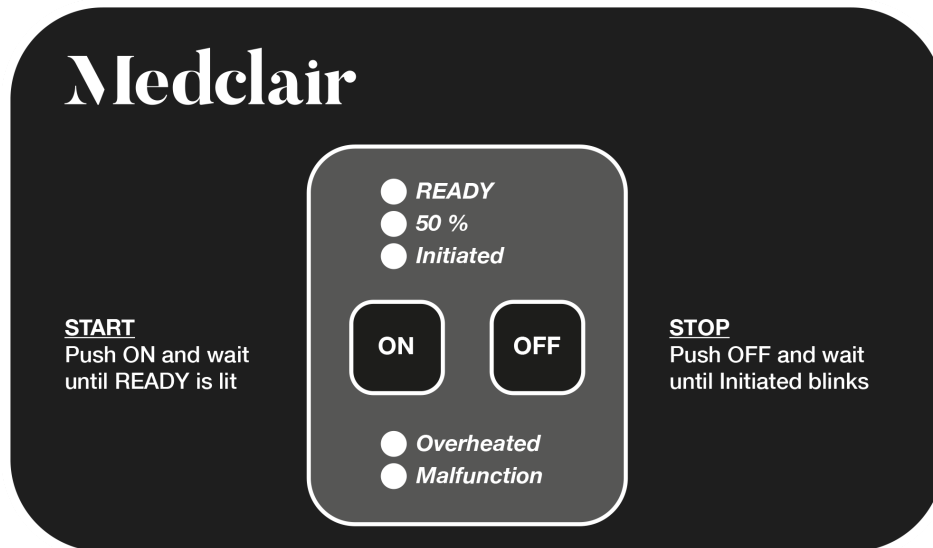 Medclair
READY
50 %
Initiated
START
Push ON and wait
until READY is lit
ON
OFF
STOP
Push OFF and wait
until Initiated blinks
Overheated
Malfunction